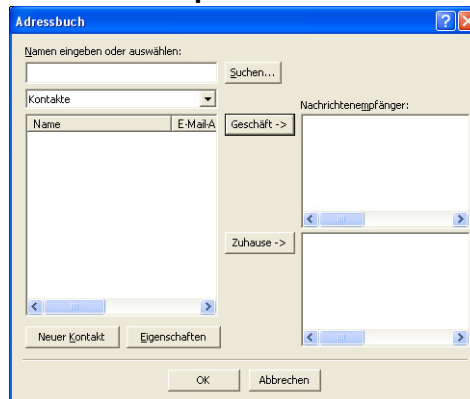 Adressbuch
Namen eingeben oder auswählen:
Suchen...
Kontakte
Nachrichtenempfänger:
Name E-Mail-A
Geschäft ->
Zuhause ->
Neuer Kontakt Eigenschaften
OK Abbrechen